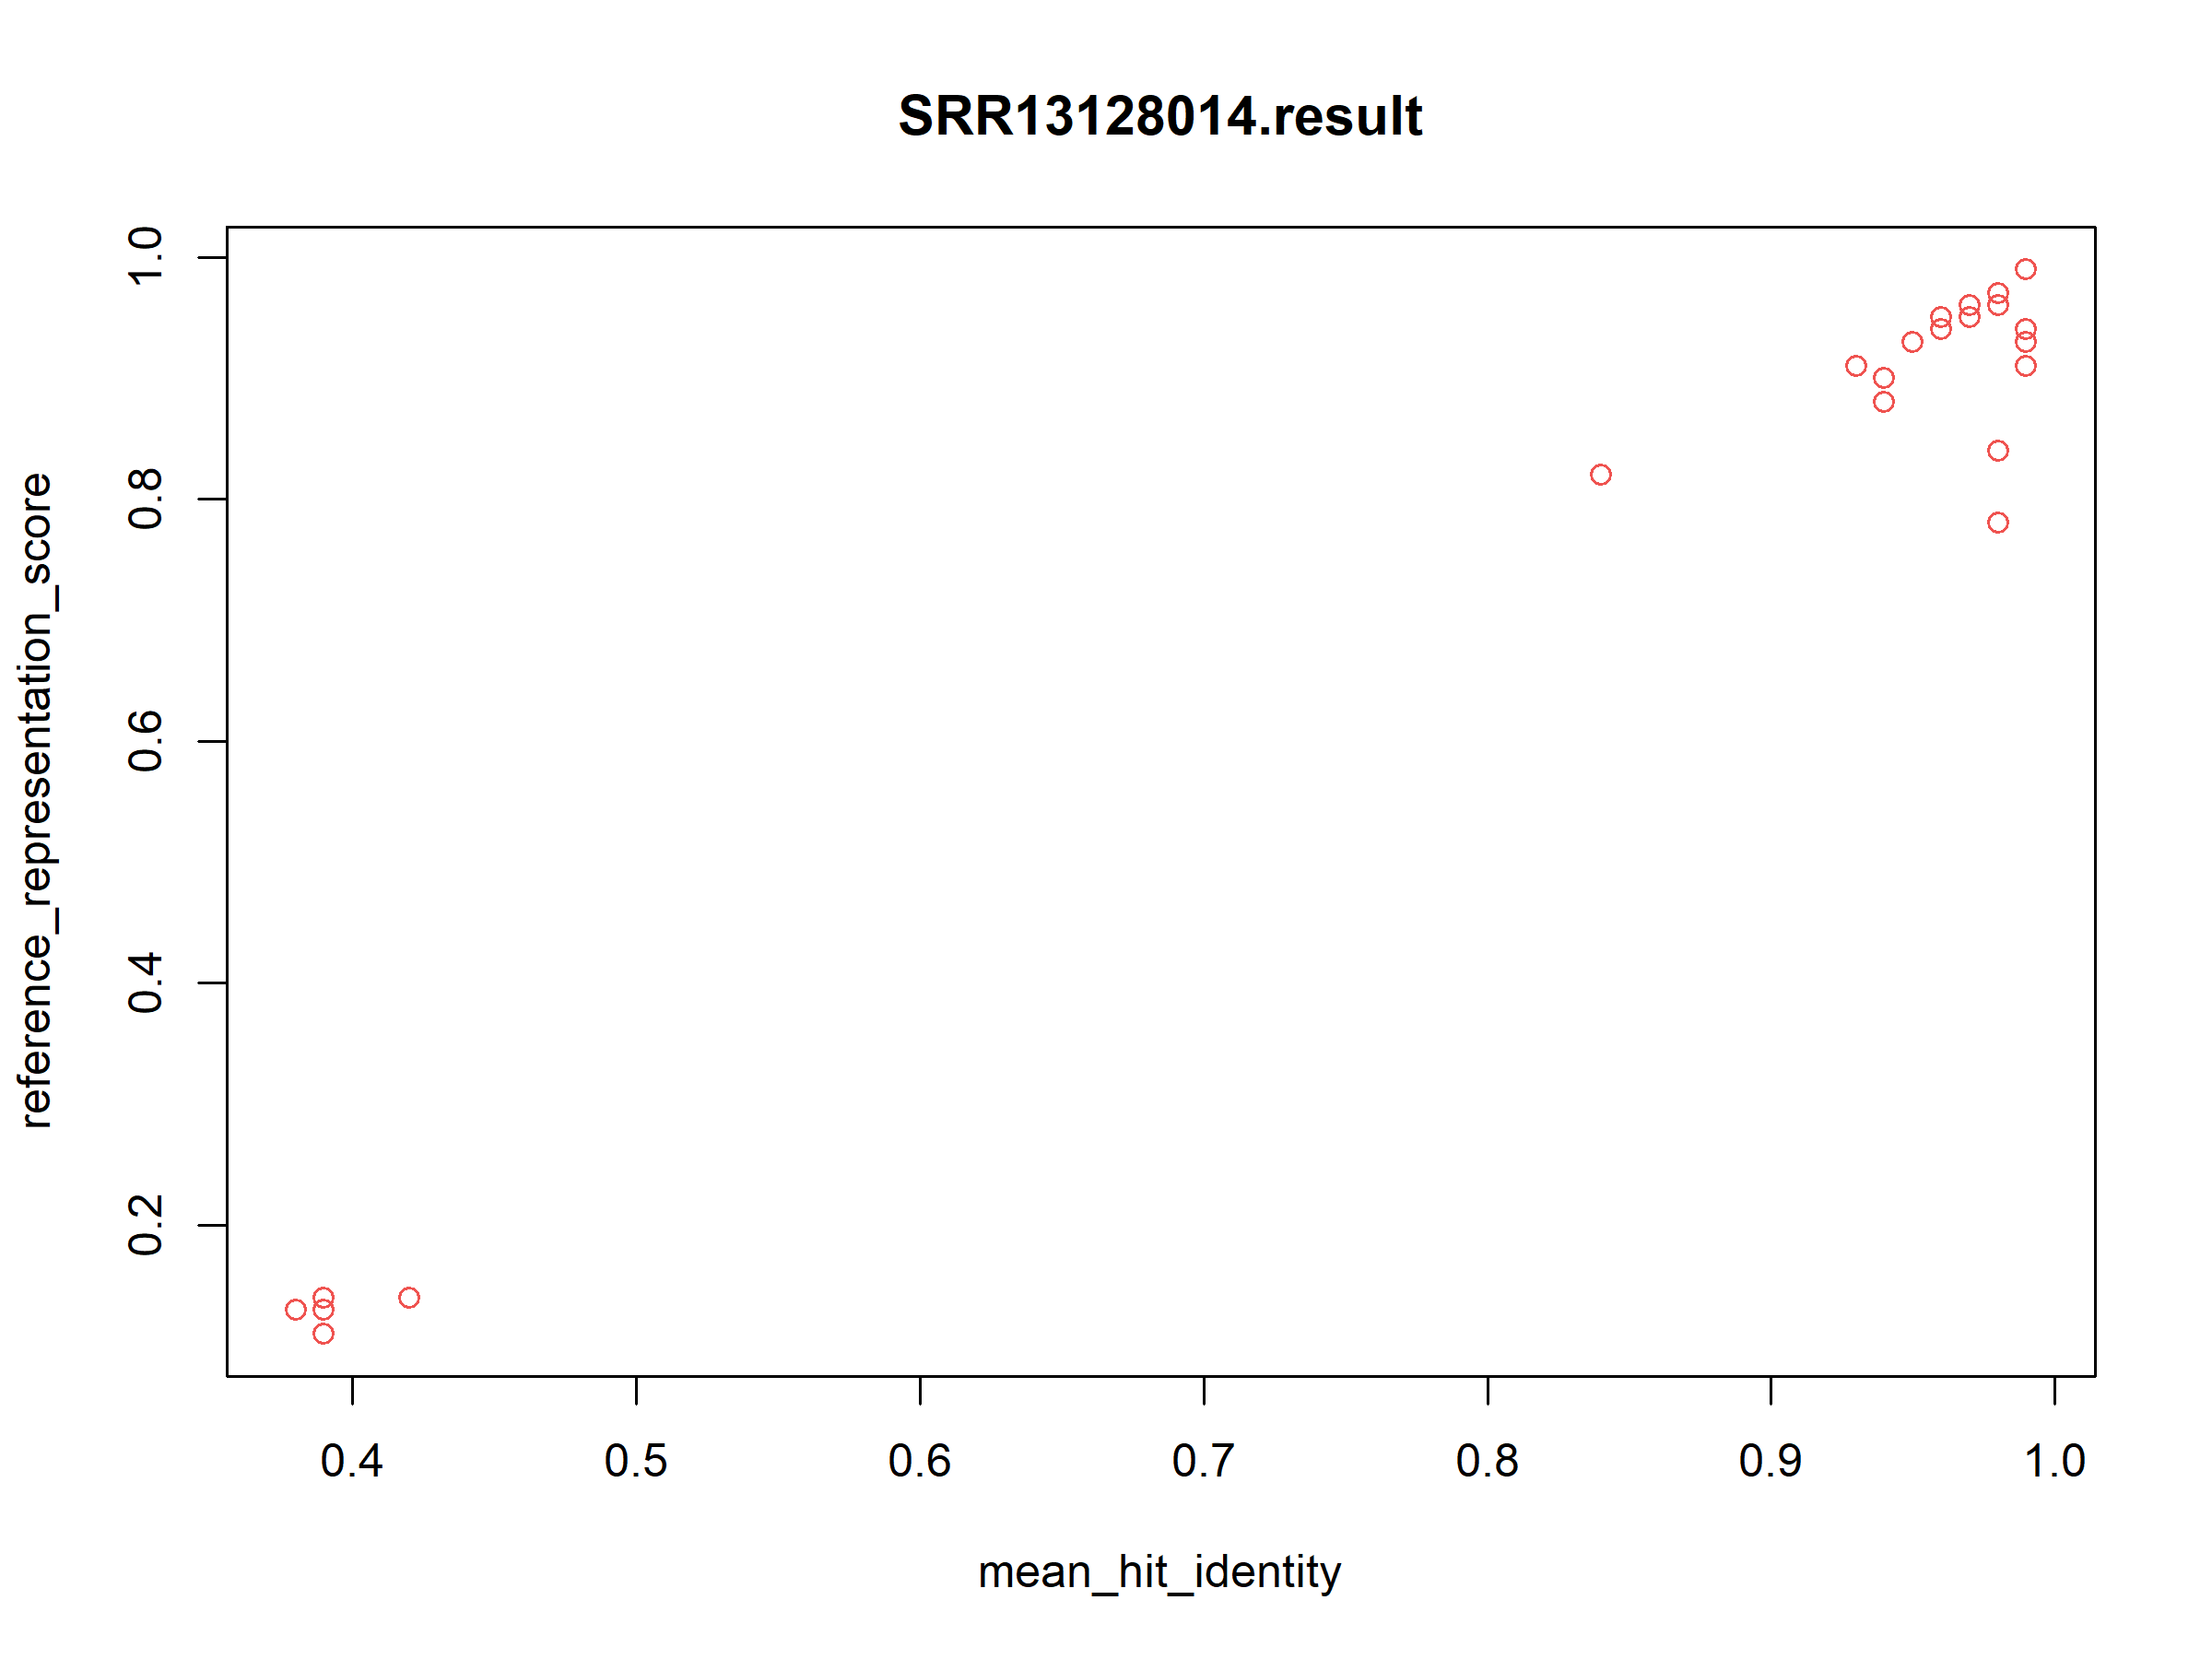 SRR13128014.result
reference_representation_score
1.0
0.8
0.6
0.4
0.2
0.4 0.5 0.6 0.7 0.8 0.9 1.0
mean_hit_identity